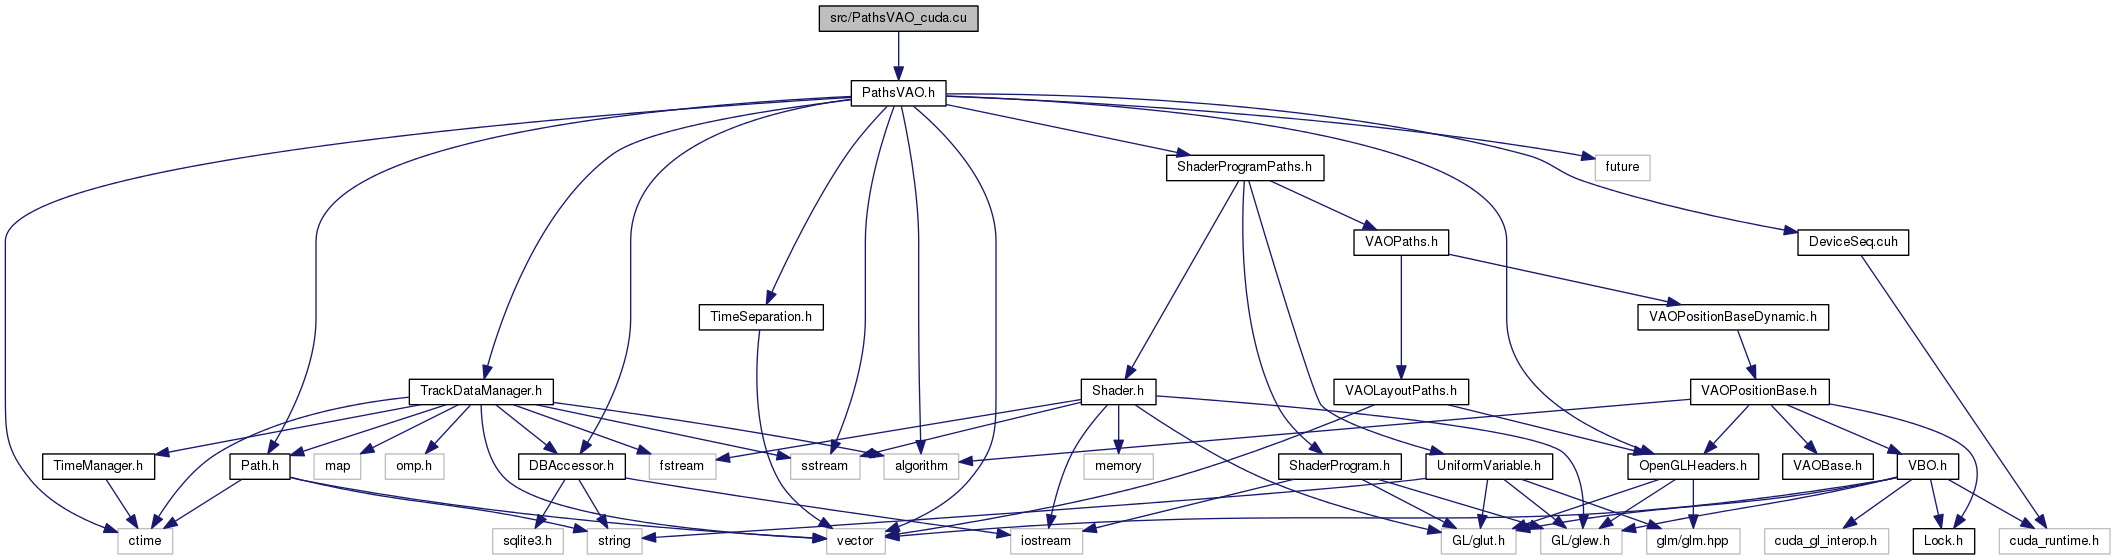 src/PathsVAO_cuda.cu
PathsVAO.h
ShaderProgramPaths.h
future
VAOPaths.h
DeviceSeq.cuh
TimeSeparation.h
VAOPositionBaseDynamic.h
TrackDataManager.h
Shader.h
VAOLayoutPaths.h
VAOPositionBase.h
TimeManager.h
Path.h
map
omp.h
DBAccessor.h
fstream
sstream
algorithm
memory
ShaderProgram.h
UniformVariable.h
OpenGLHeaders.h
VAOBase.h
VBO.h
ctime
sqlite3.h
string
vector
iostream
GL/glut.h
GL/glew.h
glm/glm.hpp
cuda_gl_interop.h
Lock.h
cuda_runtime.h